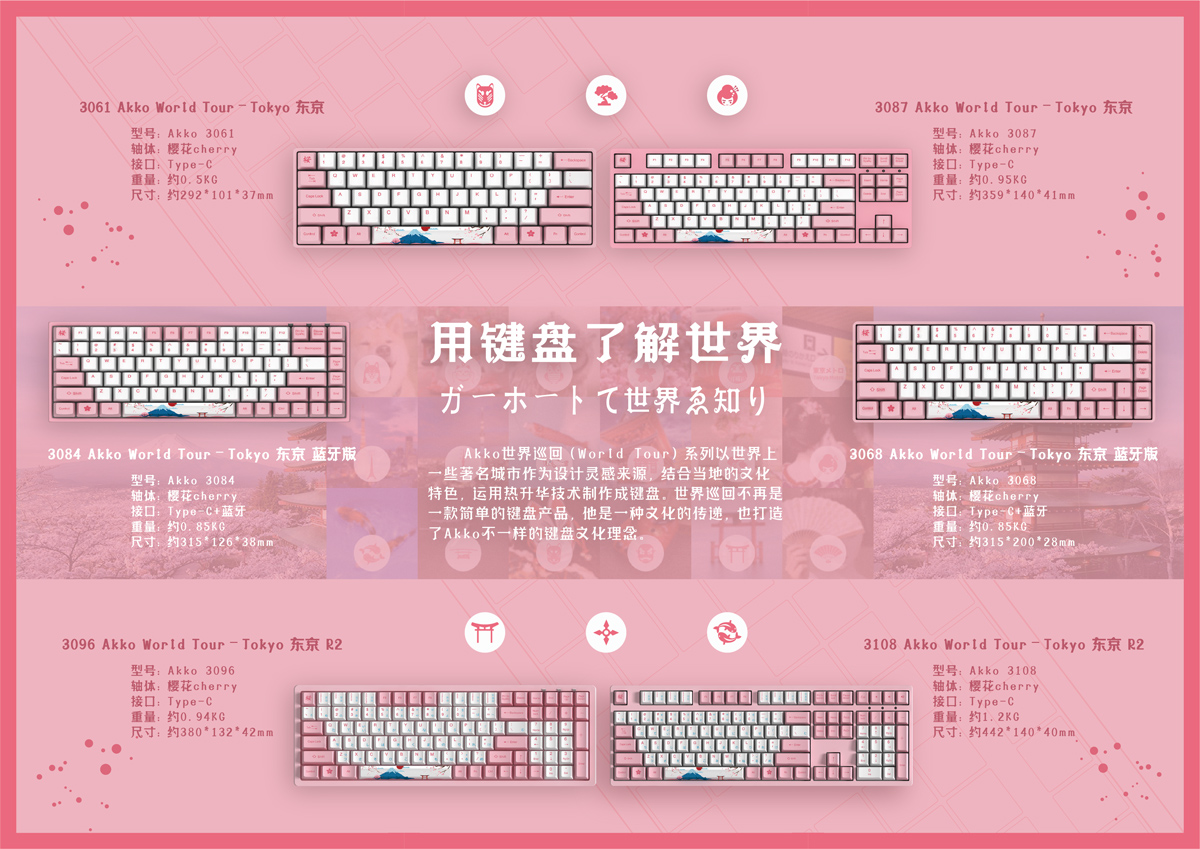 3061 Akko World Tour-Tokyo 东京
型号: Akko 3061
轴体: 樱花cherry
接口: Type-C
重量: 约0.5KG
尺寸: 约292*101*37mm
3087 Akko World Tour-Tokyo 东京
型号: Akko 3087
轴体: 樱花cherry
接口: Type-C
重量: 约0.95KG
尺寸: 约359*140*41mm
用键盘了解世界
ガーホートて世界ゑ知り
Akko世界巡回 (World Tour) 系列以世界上
一些著名城市作为设计灵感来源, 结合当地的文化
特色, 运用热升华技术制作成键盘。世界巡回不再是
一款简单的键盘产品, 他是一种文化的传递, 也打造
了Akko不一样的键盘文化理念。
3084 Akko World Tour-Tokyo 东京 蓝牙版
型号: Akko 3084
轴体: 樱花cherry
接口: Type-C+蓝牙
重量: 约0.85KG
尺寸: 约315*126*38mm
3068 Akko World Tour-Tokyo 东京 蓝牙版
型号: Akko 3068
轴体: 樱花cherry
接口: Type-C+蓝牙
重量: 约0.85KG
尺寸: 约315*200*28mm
3096 Akko World Tour-Tokyo 东京 R2
型号: Akko 3096
轴体: 樱花cherry
接口: Type-C
重量: 约0.94KG
尺寸: 约380*132*42mm
3108 Akko World Tour-Tokyo 东京 R2
型号: Akko 3108
轴体: 樱花cherry
接口: Type-C
重量: 约1.2KG
尺寸: 约442*140*40mm